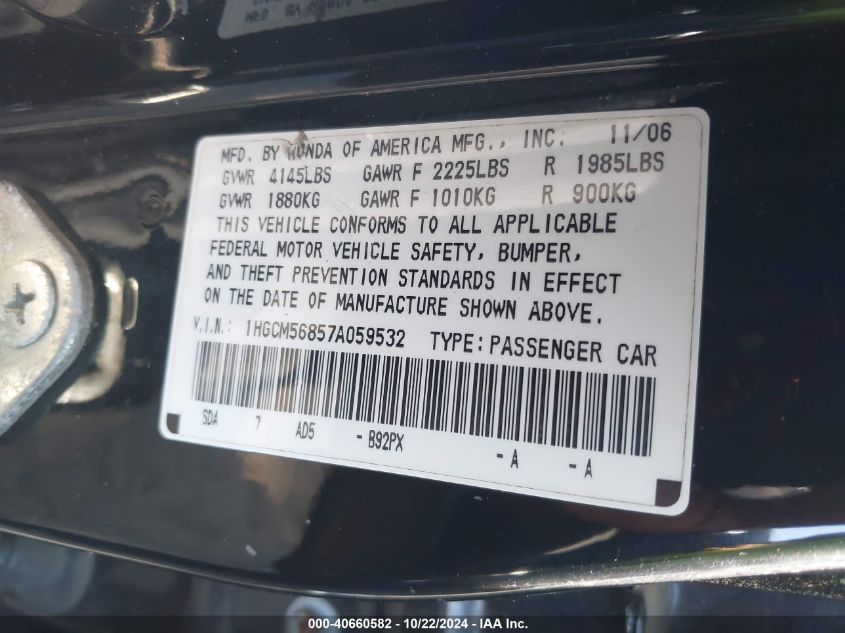 MFD. BY HONDA OF AMERICA MFG., INC. 11/06
GVWR 4145LBS GAWR F 2225LBS R 1985LBS
GVWR 1880KG GAWR F 1010KG R 900KG
THIS VEHICLE CONFORMS TO ALL APPLICABLE
FEDERAL MOTOR VEHICLE SAFETY, BUMPER,
AND THEFT PREVENTION STANDARDS IN EFFECT
ON THE DATE OF MANUFACTURE SHOWN ABOVE.
V.I.N.: 1HGCM56857A059532 TYPE: PASSENGER CAR
SDA 7 AD5 - B92PX - A - A
000-40660582 - 10/22/2024 - IAA Inc.